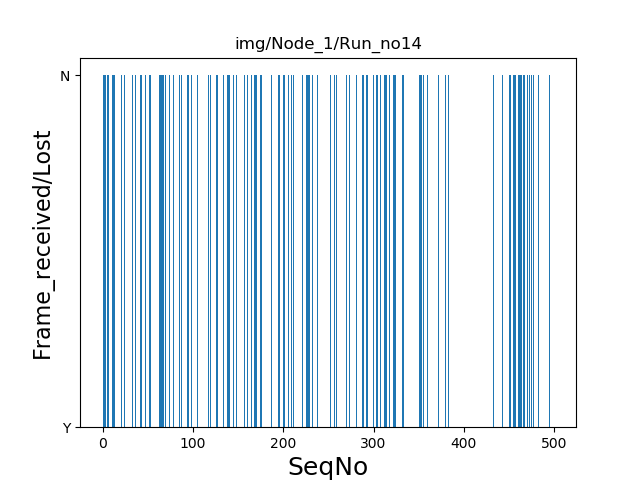 img/Node_1/Run_no14
N
Frame_received/Lost
Y
0 100 200 300 400 500
SeqNo